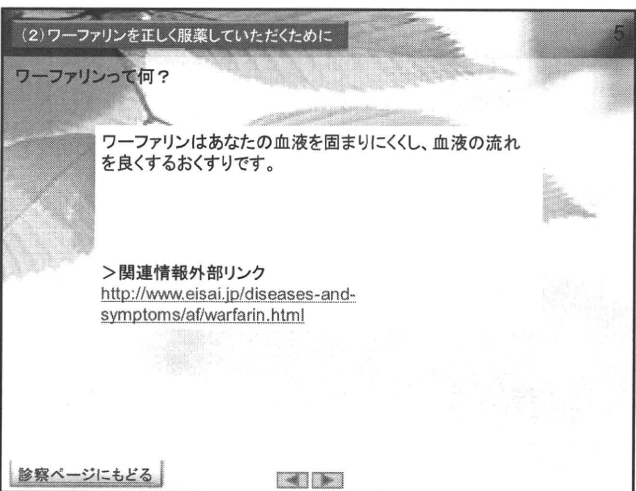 (2)ワーファリンを正しく服薬していただくために
5
ワーファリンって何?
ワーファリンはあなたの血液を固まりにくくし、血液の流れ
を良くするおくすりです。
>関連情報外部リンク
http://www.eisai.jp/diseases-and-
symptoms/af/warfarin.html
診察ページにもどる